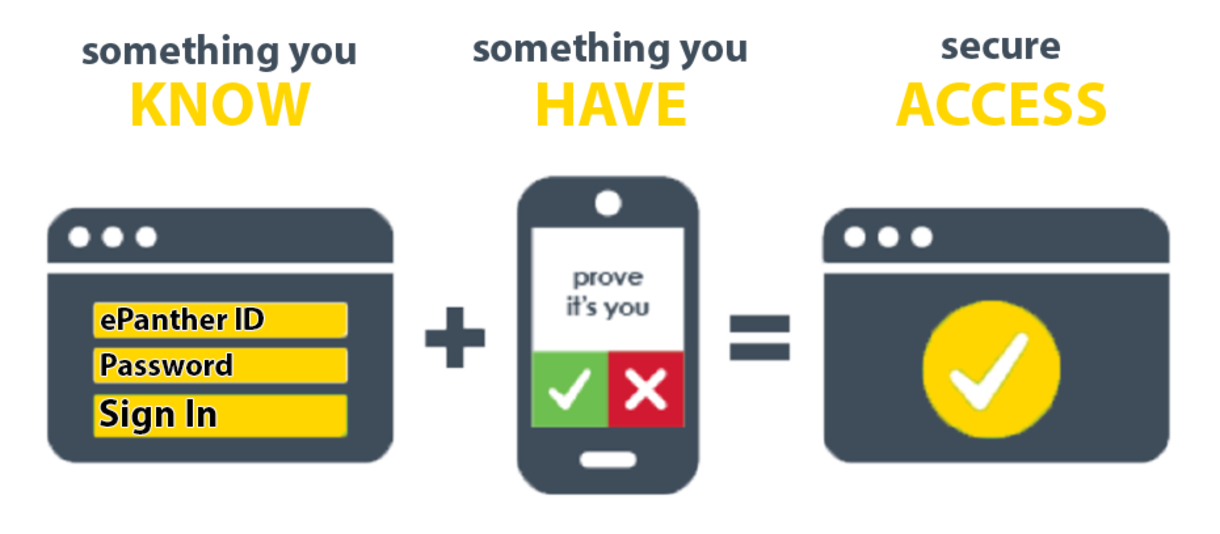 something you
KNOW
something you
HAVE
secure
ACCESS
ePanther ID
Password
Sign In
prove
it's you